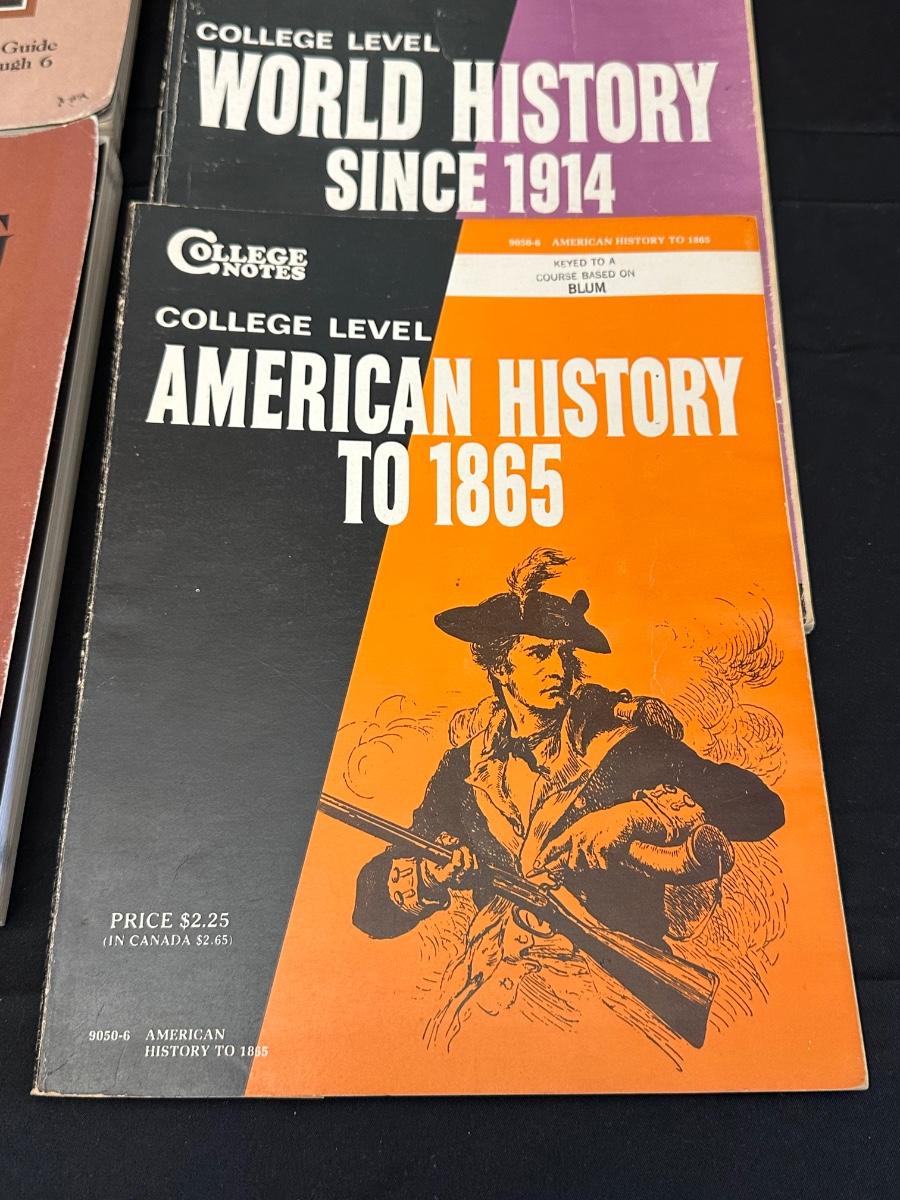 Guide
ugh 6
COLLEGE LEVEL
WORLD HISTORY
SINCE 1914
COLLEGE
NOTES
9050-6 AMERICAN HISTORY TO 1865
KEYED TO A
COURSE BASED ON
BLUM
COLLEGE LEVEL
AMERICAN HISTORY
TO 1865
PRICE $2.25
(IN CANADA $2.65)
9050-6 AMERICAN
HISTORY TO 1865